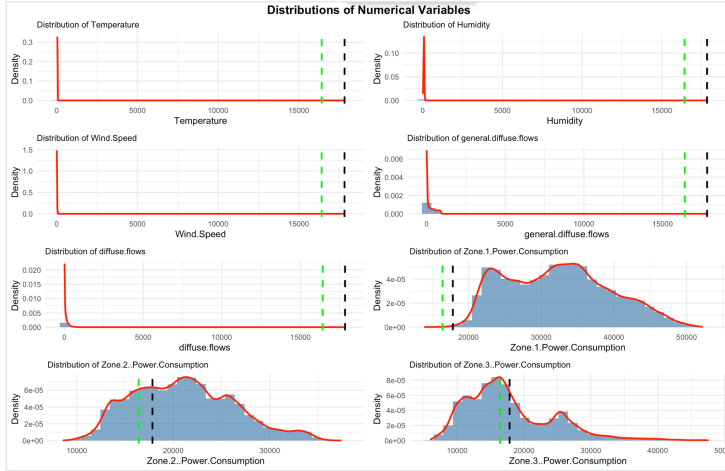 Distributions of Numerical Variables
Distribution of Temperature
Density
0.3
0.2
0.1
0.0
0 5000 10000 15000
Temperature
Distribution of Humidity
Density
0.10
0.05
0.00
0 5000 10000 15000
Humidity
Distribution of Wind.Speed
Density
1.5
1.0
0.5
0.0
0 5000 10000 15000
Wind.Speed
Distribution of general.diffuse.flows
Density
0.006
0.004
0.002
0.000
0 5000 10000 15000
general.diffuse.flows
Distribution of diffuse.flows
Density
0.020
0.015
0.010
0.005
0.000
0 5000 10000 15000
diffuse.flows
Distribution of Zone.1.Power.Consumption
Density
4e-05
2e-05
0e+00
20000 30000 40000 50000
Zone.1.Power.Consumption
Distribution of Zone.2..Power.Consumption
Density
6e-05
4e-05
2e-05
0e+00
10000 20000 30000
Zone.2..Power.Consumption
Distribution of Zone.3..Power.Consumption
Density
8e-05
6e-05
4e-05
2e-05
0e+00
10000 20000 30000 40000
Zone.3..Power.Consumption